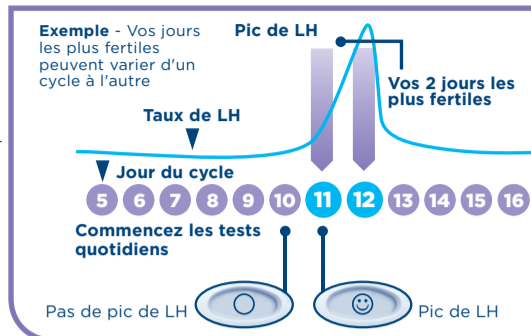 Exemple - Vos jours
les plus fertiles
peuvent varier d'un
cycle à l'autre
Pic de LH
Vos 2 jours les
plus fertiles
Taux de LH
Jour du cycle
5 6 7 8 9 10 11 12 13 14 15 16
Commencez les tests
quotidiens
Pas de pic de LH
Pic de LH